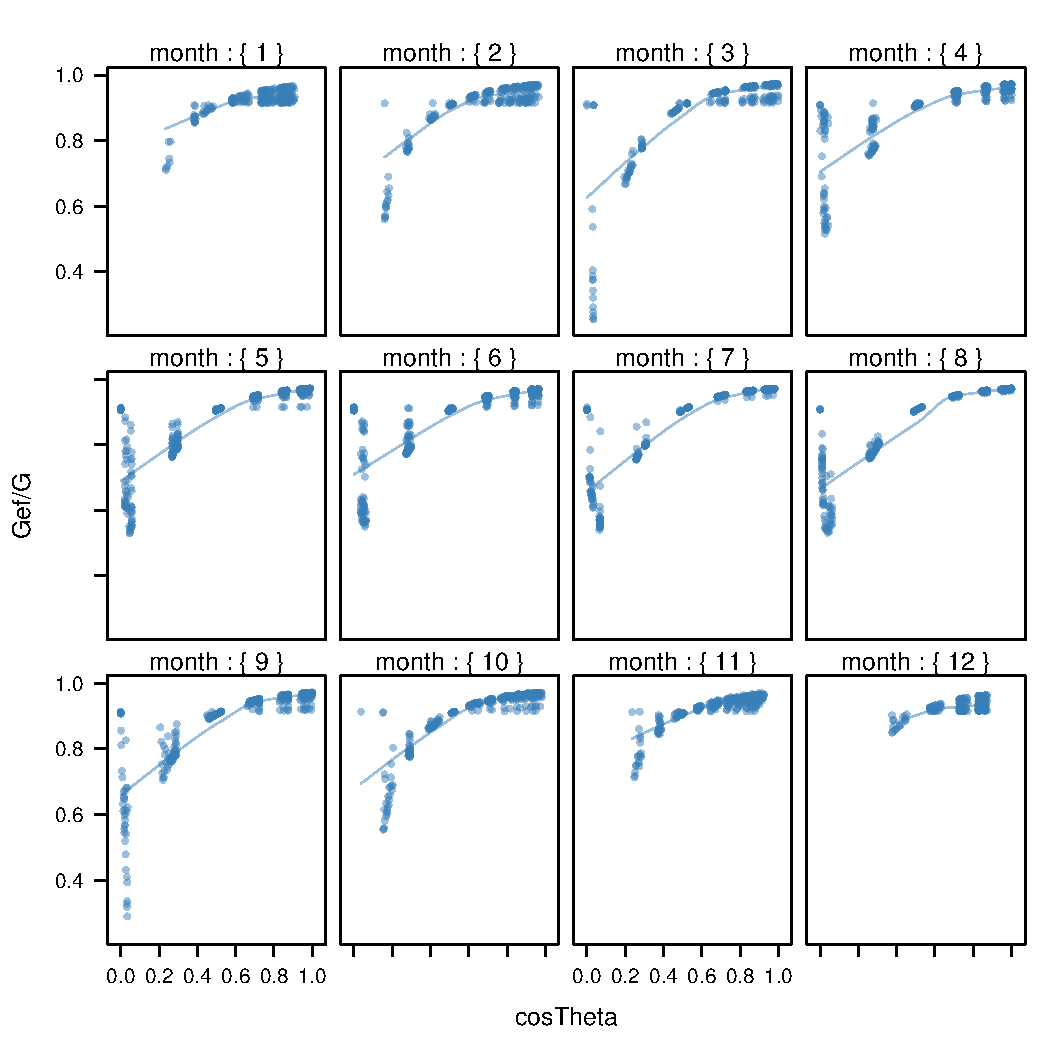 month : { 1 }
month : { 2 }
month : { 3 }
month : { 4 }
1.0
0.8
0.6
0.4
month : { 5 }
month : { 6 }
month : { 7 }
month : { 8 }
Gef/G
month : { 9 }
month : { 10 }
month : { 11 }
month : { 12 }
1.0
0.8
0.6
0.4
0.0 0.2 0.4 0.6 0.8 1.0
0.0 0.2 0.4 0.6 0.8 1.0
cosTheta